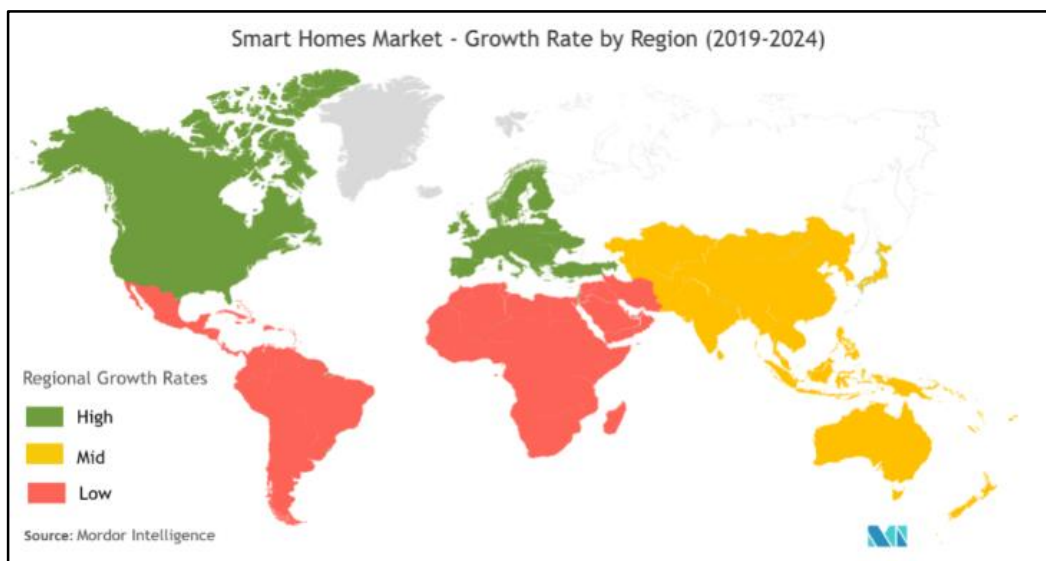 Smart Homes Market - Growth Rate by Region (2019-2024)
Regional Growth Rates
High
Mid
Low
Source: Mordor Intelligence